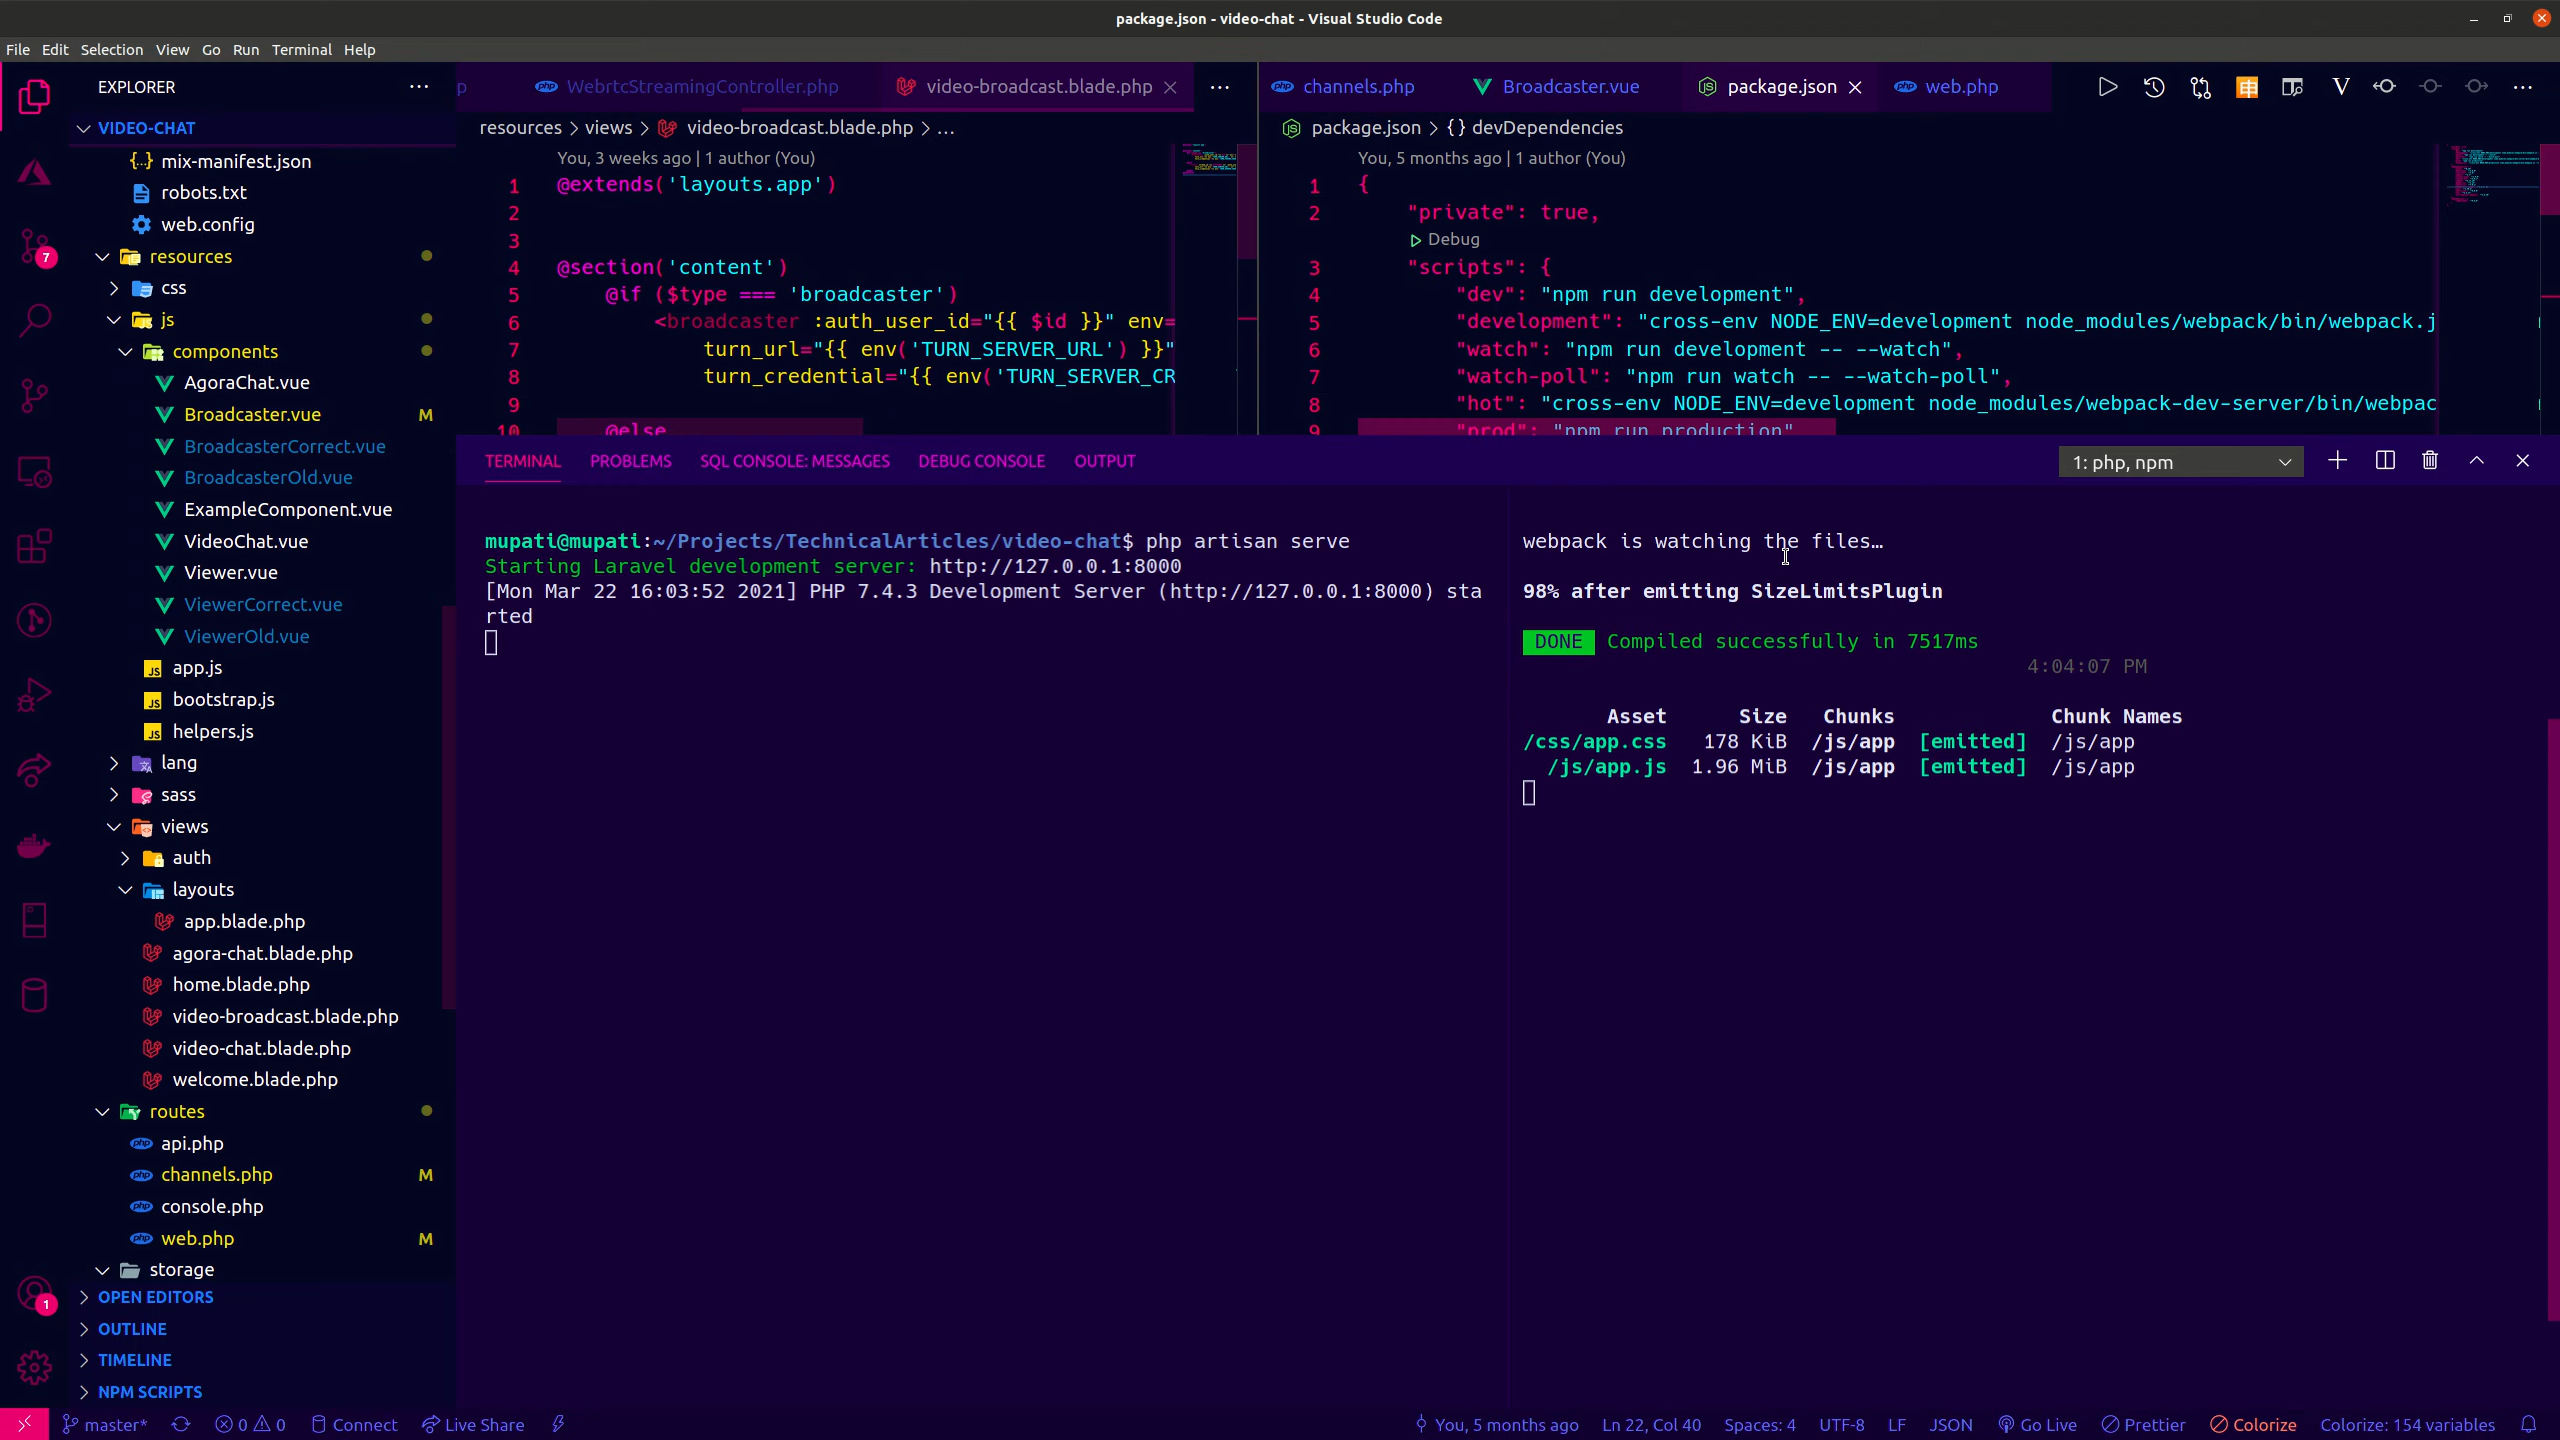 package.json - video-chat - Visual Studio Code
File Edit Selection View Go Run Terminal Help
EXPLORER
VIDEO-CHAT
mix-manifest.json
robots.txt
web.config
resources
css
js
components
AgoraChat.vue
Broadcaster.vue M
BroadcasterCorrect.vue
BroadcasterOld.vue
ExampleComponent.vue
VideoChat.vue
Viewer.vue
ViewerCorrect.vue
ViewerOld.vue
app.js
bootstrap.js
helpers.js
lang
sass
views
auth
layouts
app.blade.php
agora-chat.blade.php
home.blade.php
video-broadcast.blade.php
video-chat.blade.php
welcome.blade.php
routes
api.php
channels.php M
console.php
web.php M
storage
OPEN EDITORS
OUTLINE
TIMELINE
NPM SCRIPTS
7
1
p WebrtcStreamingController.php video-broadcast.blade.php
resources > views > video-broadcast.blade.php > ...
You, 3 weeks ago | 1 author (You)
1 @extends('layouts.app')
2
3
4 @section('content')
5 @if ($type === 'broadcaster')
6 <broadcaster :auth_user_id="{{ $id }}" env=
7 turn_url="{{ env('TURN_SERVER_URL') }}"
8 turn_credential="{{ env('TURN_SERVER_CR
9
10 @else
channels.php Broadcaster.vue package.json web.php
package.json > {} devDependencies
You, 5 months ago | 1 author (You)
1 {
2 "private": true,
Debug
3 "scripts": {
4 "dev": "npm run development",
5 "development": "cross-env NODE_ENV=development node_modules/webpack/bin/webpack.j
6 "watch": "npm run development -- --watch",
7 "watch-poll": "npm run watch -- --watch-poll",
8 "hot": "cross-env NODE_ENV=development node_modules/webpack-dev-server/bin/webpac
9 "prod": "npm run production"
TERMINAL PROBLEMS SQL CONSOLE: MESSAGES DEBUG CONSOLE OUTPUT
1: php, npm
mupati@mupati:~/Projects/TechnicalArticles/video-chat$ php artisan serve
Starting Laravel development server: http://127.0.0.1:8000
[Mon Mar 22 16:03:52 2021] PHP 7.4.3 Development Server (http://127.0.0.1:8000) sta
rted
webpack is watching the files…
98% after emitting SizeLimitsPlugin
DONE Compiled successfully in 7517ms
4:04:07 PM
Asset Size Chunks Chunk Names
/css/app.css 178 KiB /js/app [emitted] /js/app
/js/app.js 1.96 MiB /js/app [emitted] /js/app
master* 0 0 Connect Live Share
You, 5 months ago Ln 22, Col 40 Spaces: 4 UTF-8 LF JSON Go Live Prettier Colorize Colorize: 154 variables